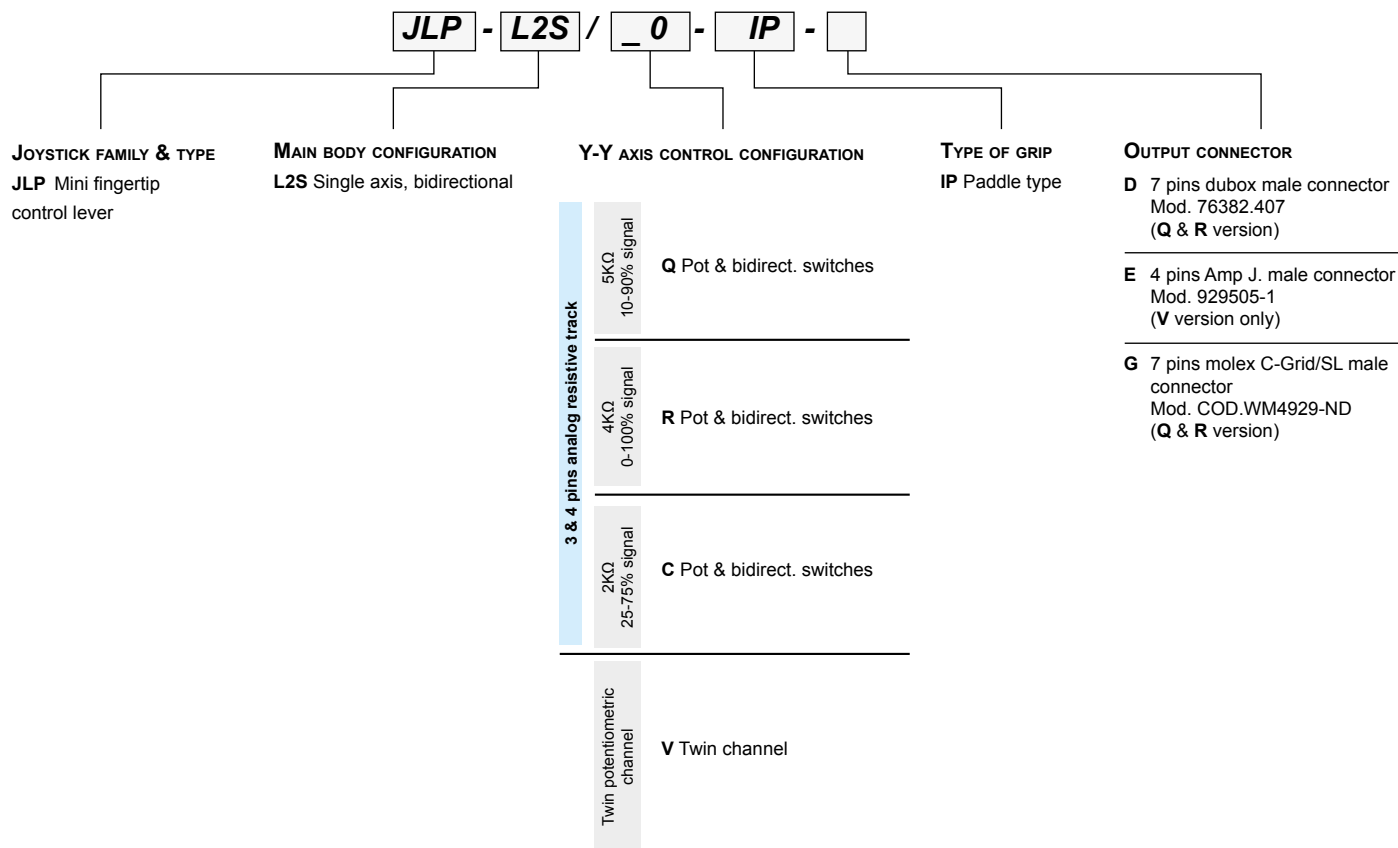 JLP - L2S / _ 0 - IP -
JOYSTICK FAMILY & TYPE
JLP Mini fingertip
control lever
MAIN BODY CONFIGURATION
L2S Single axis, bidirectional
Y-Y AXIS CONTROL CONFIGURATION
3 & 4 pins analog resistive track
5KΩ
10-90% signal
Q Pot & bidirect. switches
4KΩ
0-100% signal
R Pot & bidirect. switches
2KΩ
25-75% signal
C Pot & bidirect. switches
Twin potentiometric
channel
V Twin channel
TYPE OF GRIP
IP Paddle type
OUTPUT CONNECTOR
D 7 pins dubox male connector
Mod. 76382.407
(Q & R version)
E 4 pins Amp J. male connector
Mod. 929505-1
(V version only)
G 7 pins molex C-Grid/SL male
connector
Mod. COD.WM4929-ND
(Q & R version)